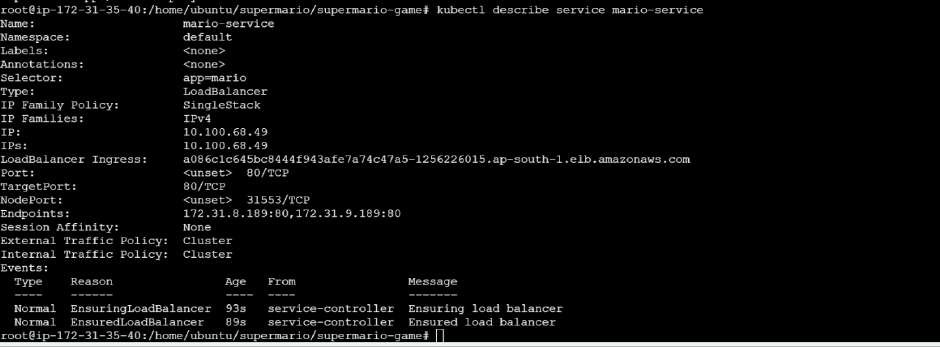 root@ip-172-31-35-40:/home/ubuntu/supermario/supermario-game# kubectl describe service mario-service
Name: mario-service
Namespace: default
Labels: <none>
Annotations: <none>
Selector: app=mario
Type: LoadBalancer
IP Family Policy: SingleStack
IP Families: IPv4
IP: 10.100.68.49
IPs: 10.100.68.49
LoadBalancer Ingress: a086c1c645bc8444f943afe7a74c47a5-1256226015.ap-south-1.elb.amazonaws.com
Port: <unset> 80/TCP
TargetPort: 80/TCP
NodePort: <unset> 31553/TCP
Endpoints: 172.31.8.189:80,172.31.9.189:80
Session Affinity: None
External Traffic Policy: Cluster
Internal Traffic Policy: Cluster
Events:
Type Reason Age From Message
---- ------ ---- ---- -------
Normal EnsuringLoadBalancer 93s service-controller Ensuring load balancer
Normal EnsuredLoadBalancer 89s service-controller Ensured load balancer
root@ip-172-31-35-40:/home/ubuntu/supermario/supermario-game#